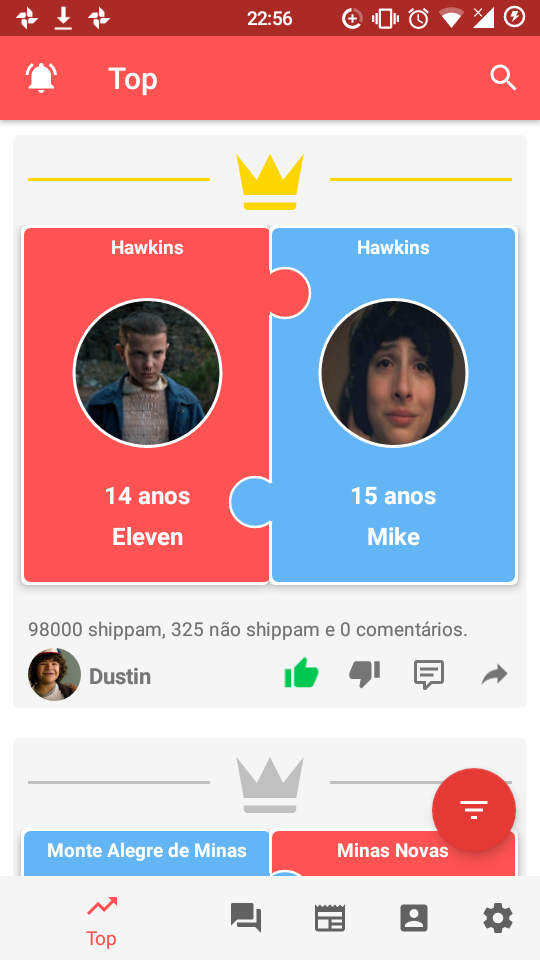 22:56
Top
Hawkins
Hawkins
14 anos
15 anos
Eleven
Mike
98000 shippam, 325 não shippam e 0 comentários.
Dustin
Monte Alegre de Minas
Minas Novas
Top